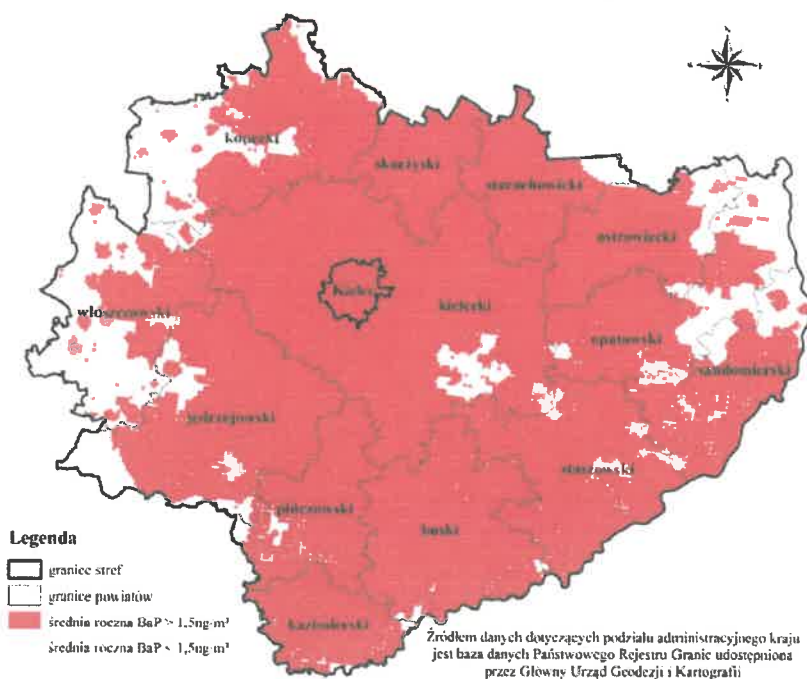 konecki
skarżyski
starachowicki
ostrowiecki
Kielce
kielecki
włoszczowski
opatowski
sandomierski
jędrzejowski
staszowski
pińczowski
buski
kazimierski
Legenda
granice stref
granice powiatów
średnia roczna BaP > 1,5ng·m³
średnia roczna BaP < 1,5ng·m³
Źródłem danych dotyczących podziału administracyjnego kraju
jest baza danych Państwowego Rejestru Granic udostępniona
przez Główny Urząd Geodezji i Kartografii